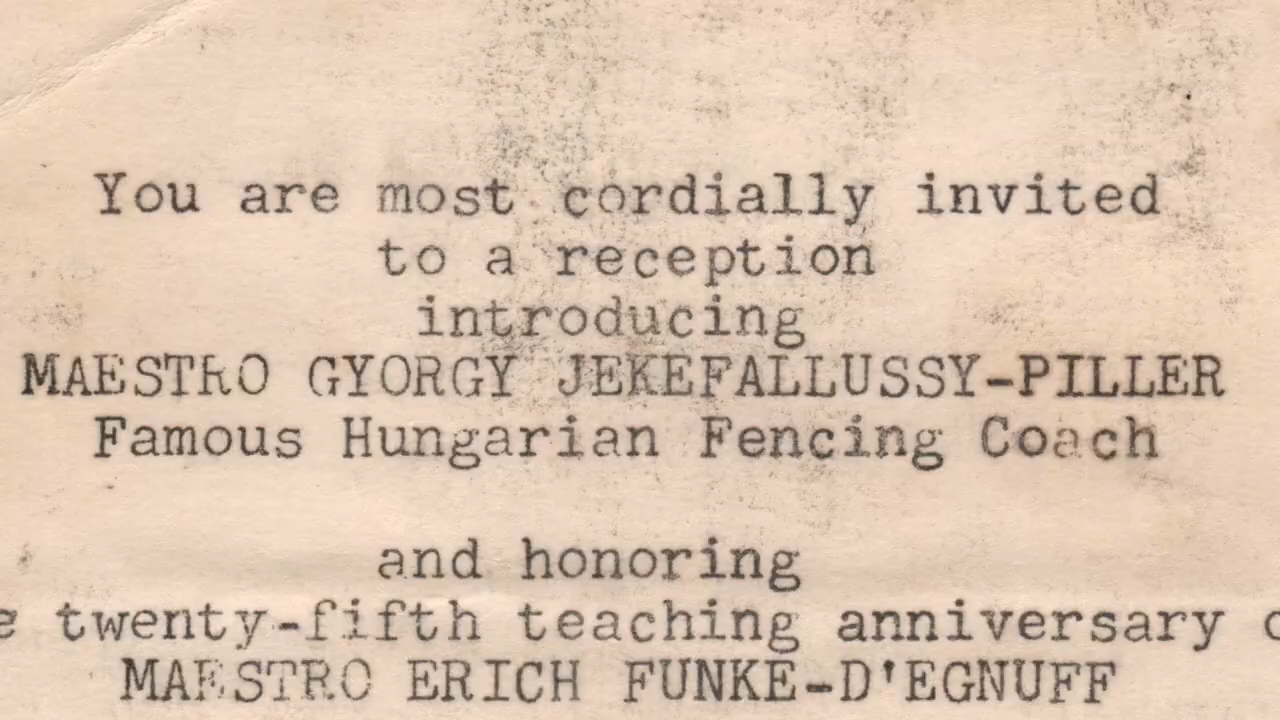 You are most cordially invited
to a reception
introducing
MAESTRO GYORGY JEKEFALLUSSY-PILLER
Famous Hungarian Fencing Coach
and honoring
twenty-fifth teaching anniversary
MAESTRO ERICH FUNKE-D'EGNUFF